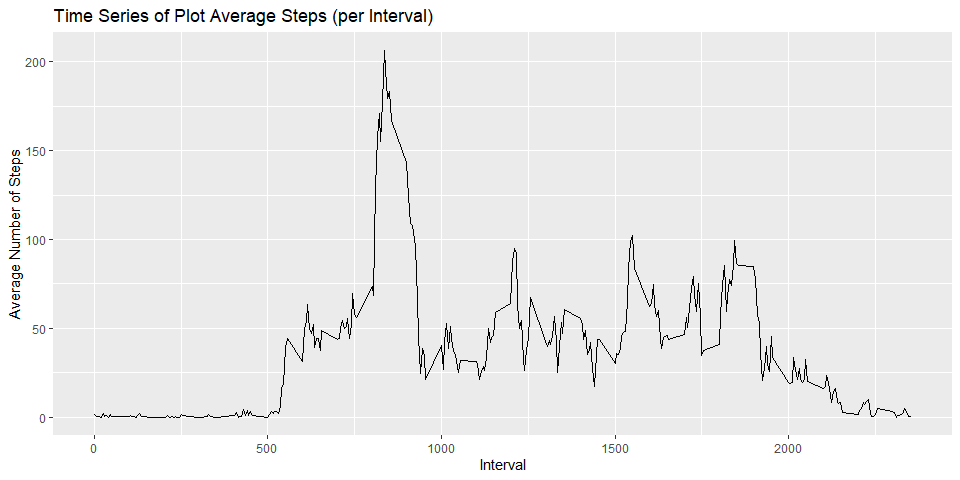 Time Series of Plot Average Steps (per Interval)
Average Number of Steps
200
150
100
50
0
0 500 1000 1500 2000
Interval